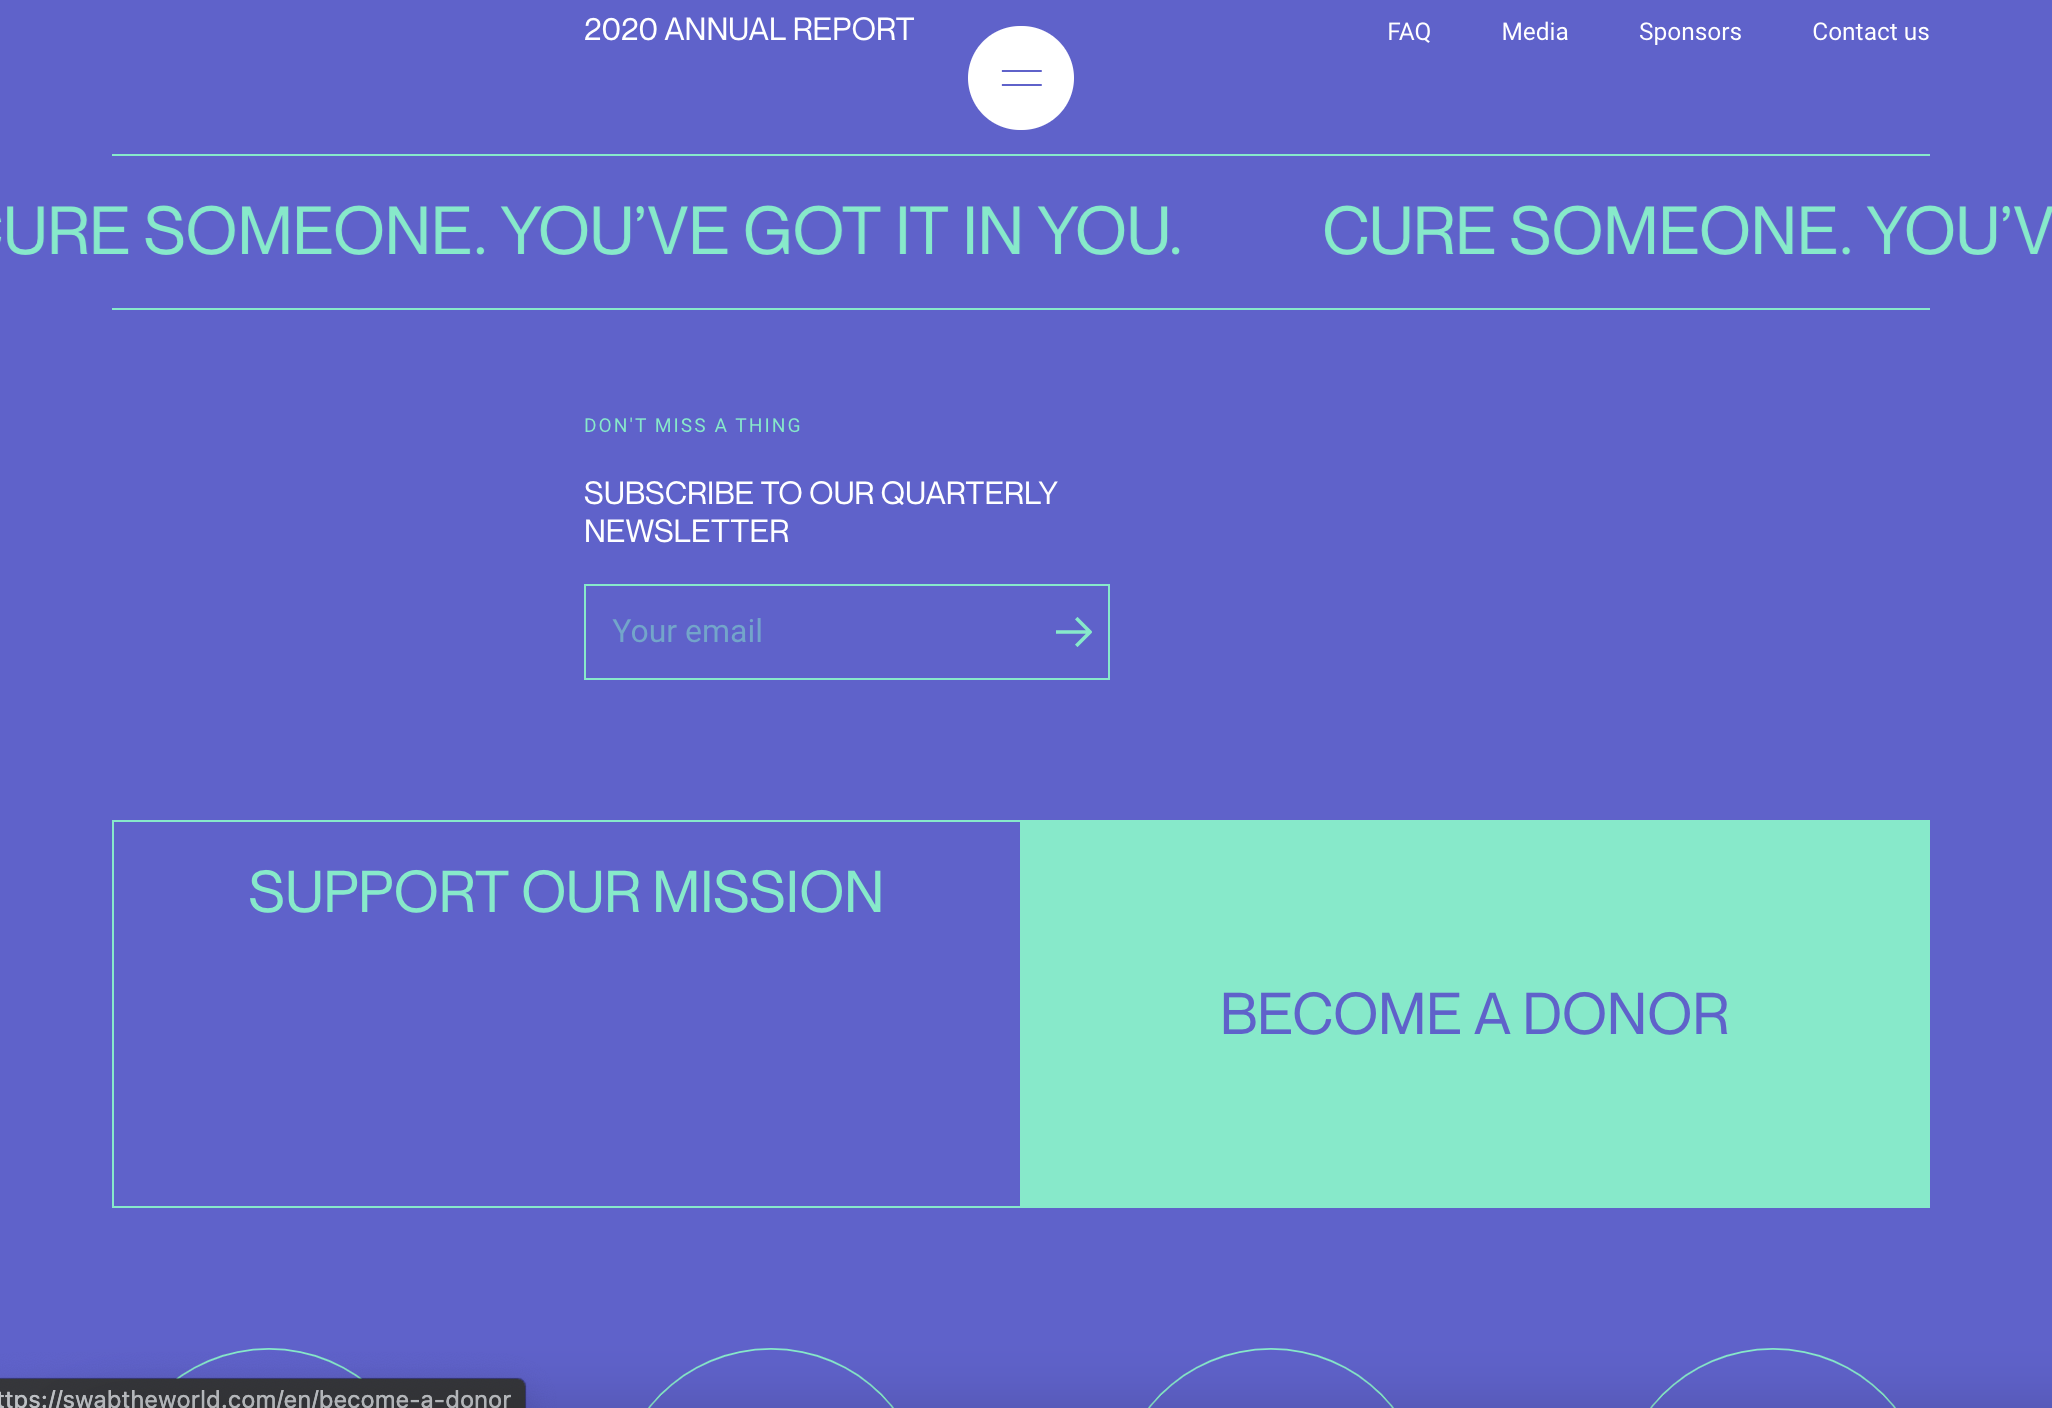 2020 ANNUAL REPORT
FAQ Media Sponsors Contact us
CURE SOMEONE. YOU’VE GOT IT IN YOU. CURE SOMEONE. YOU’V
DON'T MISS A THING
SUBSCRIBE TO OUR QUARTERLY
NEWSLETTER
Your email
SUPPORT OUR MISSION
BECOME A DONOR
ttps://swabtheworld.com/en/become-a-donor